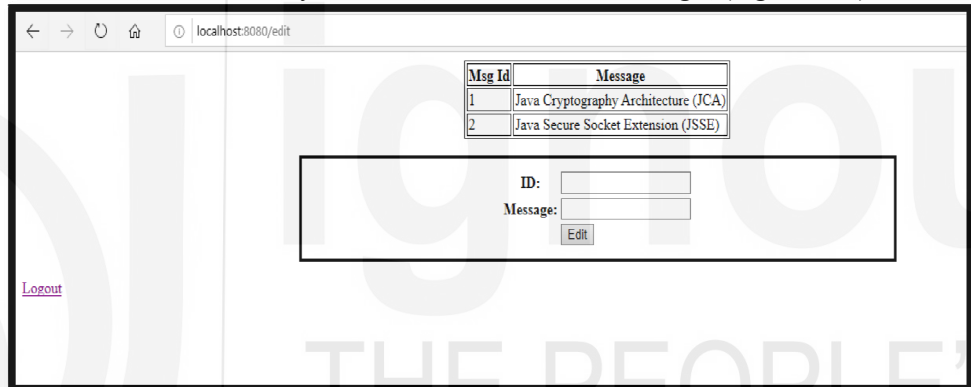 localhost:8080/edit
Msg Id Message
1 Java Cryptography Architecture (JCA)
2 Java Secure Socket Extension (JSSE)
ID:
Message:
Edit
Logout
ignou
THE PEOPLE'